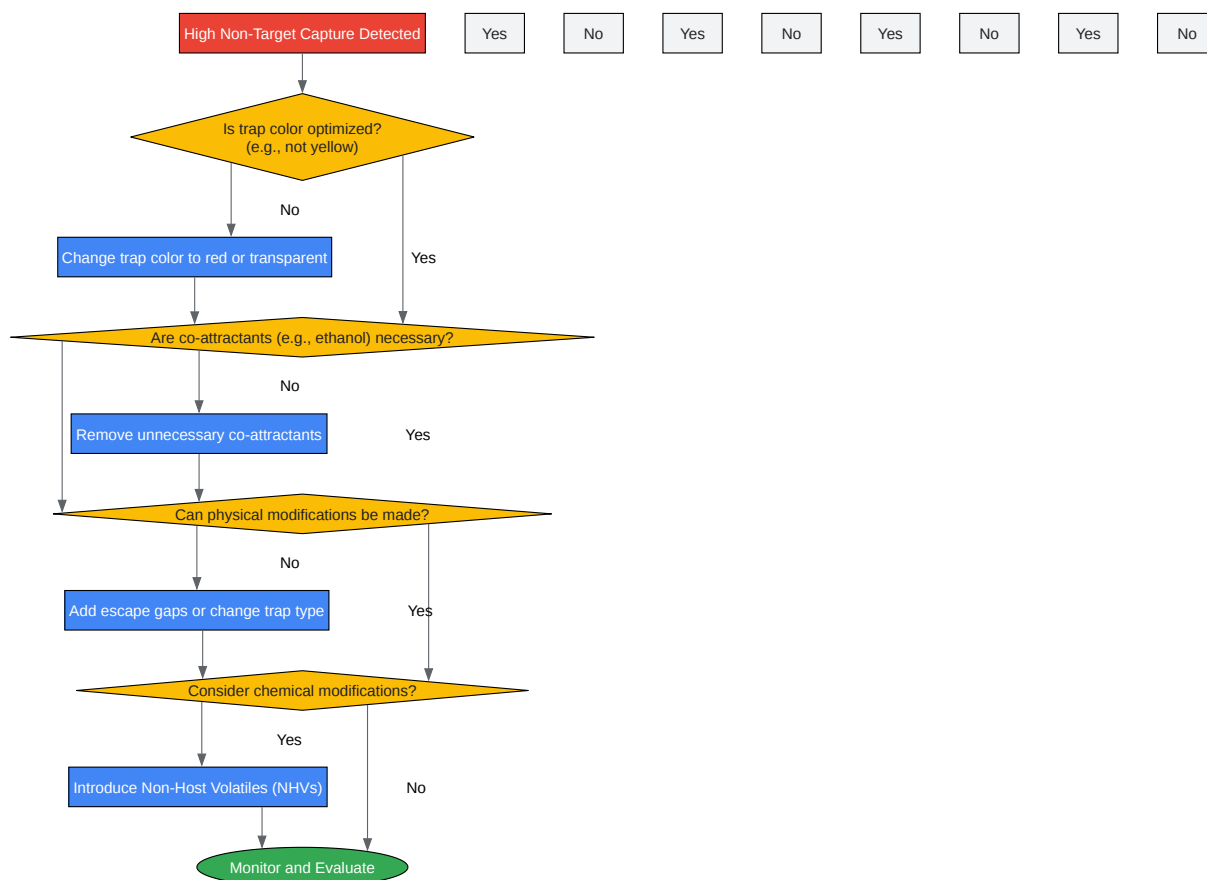 High Non-Target Capture Detected
Yes
No
Yes
No
Yes
No
Yes
No
Is trap color optimized?
(e.g., not yellow)
No
Change trap color to red or transparent
Yes
Are co-attractants (e.g., ethanol) necessary?
No
Remove unnecessary co-attractants
Yes
Can physical modifications be made?
No
Add escape gaps or change trap type
Yes
Consider chemical modifications?
Yes
Introduce Non-Host Volatiles (NHVs)
No
Monitor and Evaluate